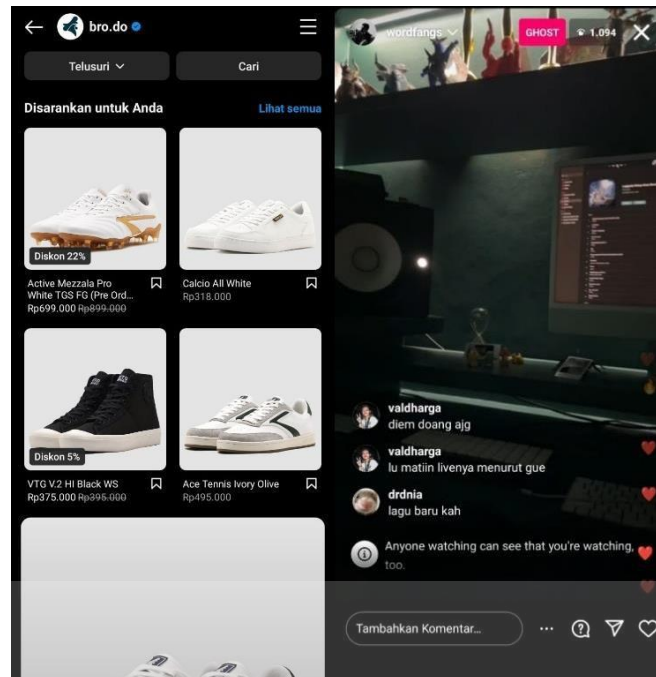 bro.do
Telusuri
Cari
Disarankan untuk Anda
Lihat semua
Diskon 22%
Active Mezzala Pro
White TGS FG (Pre Ord...
Rp699.000 Rp899.000
Calcio All White
Rp318.000
Diskon 5%
VTG V.2 HI Black WS
Rp375.000 Rp395.000
Ace Tennis Ivory Olive
Rp495.000
wordfangs
GHOST
1.094
valdharga
diem doang ajg
valdharga
lu matiin livenya menurut gue
drdnia
lagu baru kah
Anyone watching can see that you're watching,
too.
Tambahkan Komentar...